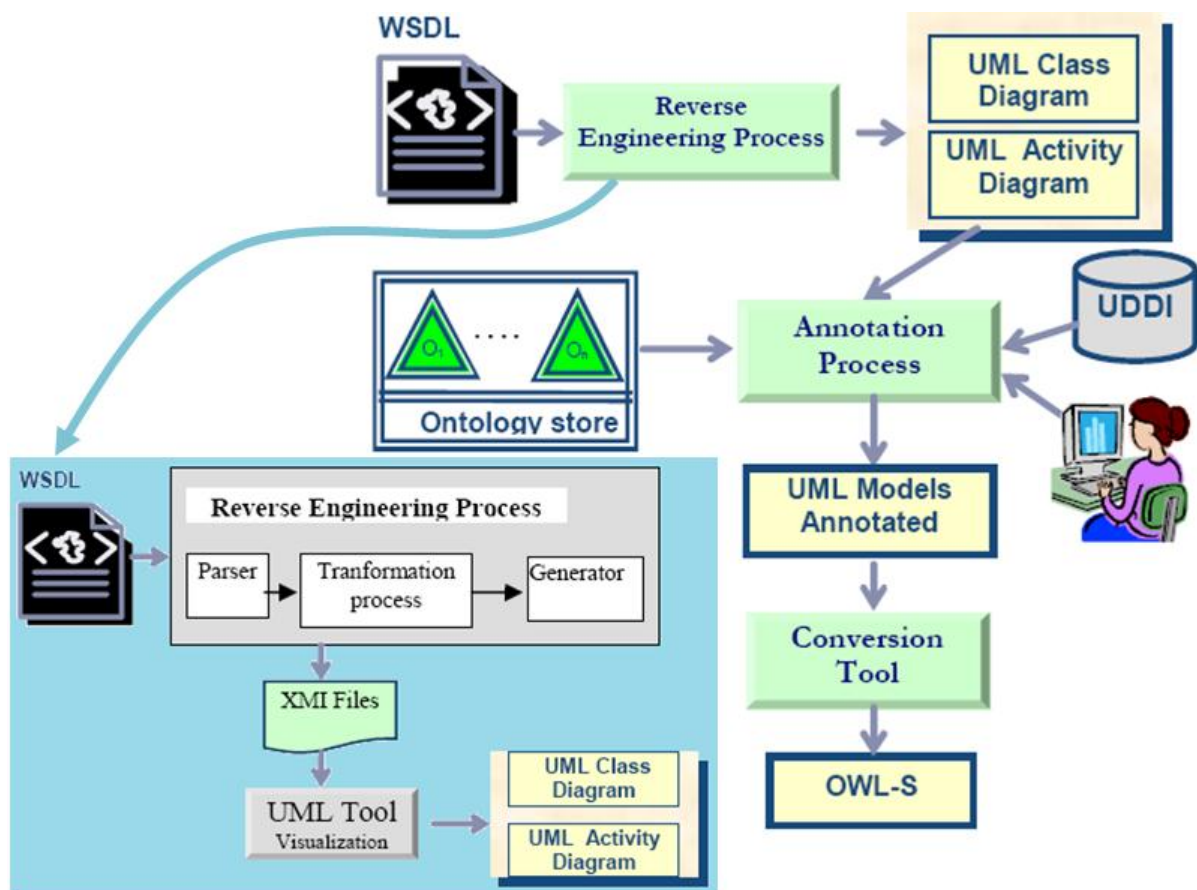 WSDL
Reverse
Engineering Process
UML Class
Diagram
UML Activity
Diagram
O1
. . . .
On
Ontology store
Annotation
Process
UDDI
UML Models
Annotated
Conversion
Tool
OWL-S
WSDL
Reverse Engineering Process
Parser
Tranformation
process
Generator
XMI Files
UML Tool
Visualization
UML Class
Diagram
UML Activity
Diagram